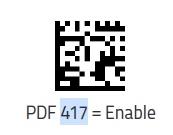 PDF 417 = Enable